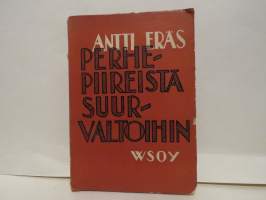 ANTTI ERÄS
PERHE-
PIIREISTÄ
SUUR-
VALTOIHIN
WSOY